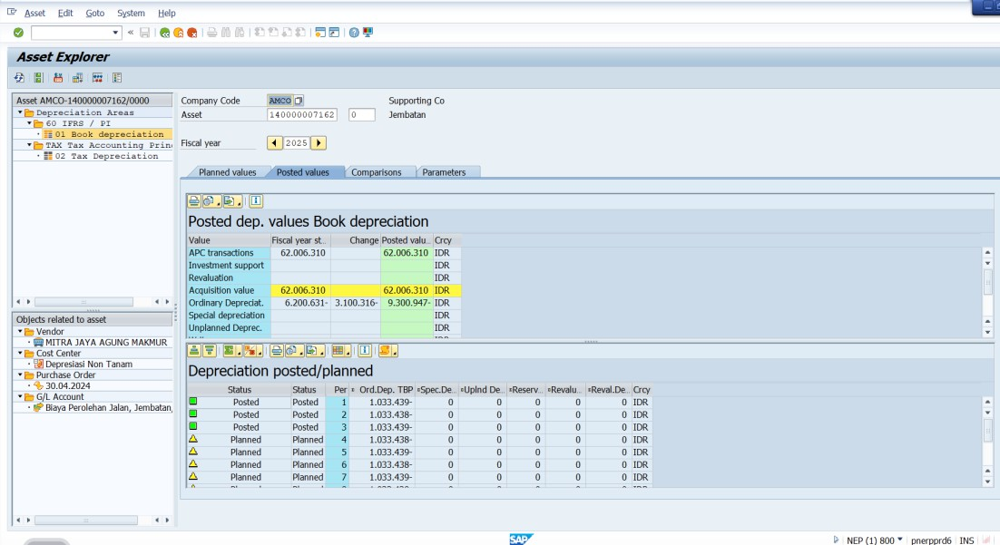 Asset Edit Goto System Help
Asset Explorer
Asset AMCO-140000007162/0000
Depreciation Areas
60 IFRS / PI
01 Book depreciation
TAX Tax Accounting Prin
02 Tax Depreciation
Objects related to asset
Vendor
MITRA JAYA AGUNG MAKMUR
Cost Center
Depresiasi Non Tanam
Purchase Order
30.04.2024
G/L Account
Biaya Perolehan Jalan, Jembatan,
Company Code AMCO Supporting Co
Asset 140000007162 0 Jembatan
Fiscal year 2025
Planned values Posted values Comparisons Parameters
Posted dep. values Book depreciation
Value Fiscal year st... Change Posted valu... Crcy
APC transactions 62.006.310 62.006.310 IDR
Investment support IDR
Revaluation IDR
Acquisition value 62.006.310 62.006.310 IDR
Ordinary Depreciat. 6.200.631- 3.100.316- 9.300.947- IDR
Special depreciation IDR
Unplanned Deprec. IDR
Depreciation posted/planned
Status Status Per Ord.Dep. TBP Spec.De... Uplnd De... Reserv... Revalu... Reval.De... Crcy
Posted Posted 1 1.033.439- 0 0 0 0 0 IDR
Posted Posted 2 1.033.438- 0 0 0 0 0 IDR
Posted Posted 3 1.033.439- 0 0 0 0 0 IDR
Planned Planned 4 1.033.438- 0 0 0 0 0 IDR
Planned Planned 5 1.033.439- 0 0 0 0 0 IDR
Planned Planned 6 1.033.438- 0 0 0 0 0 IDR
Planned Planned 7 1.033.439- 0 0 0 0 0 IDR
SAP
NEP (1) 800 pnerprd6 INS